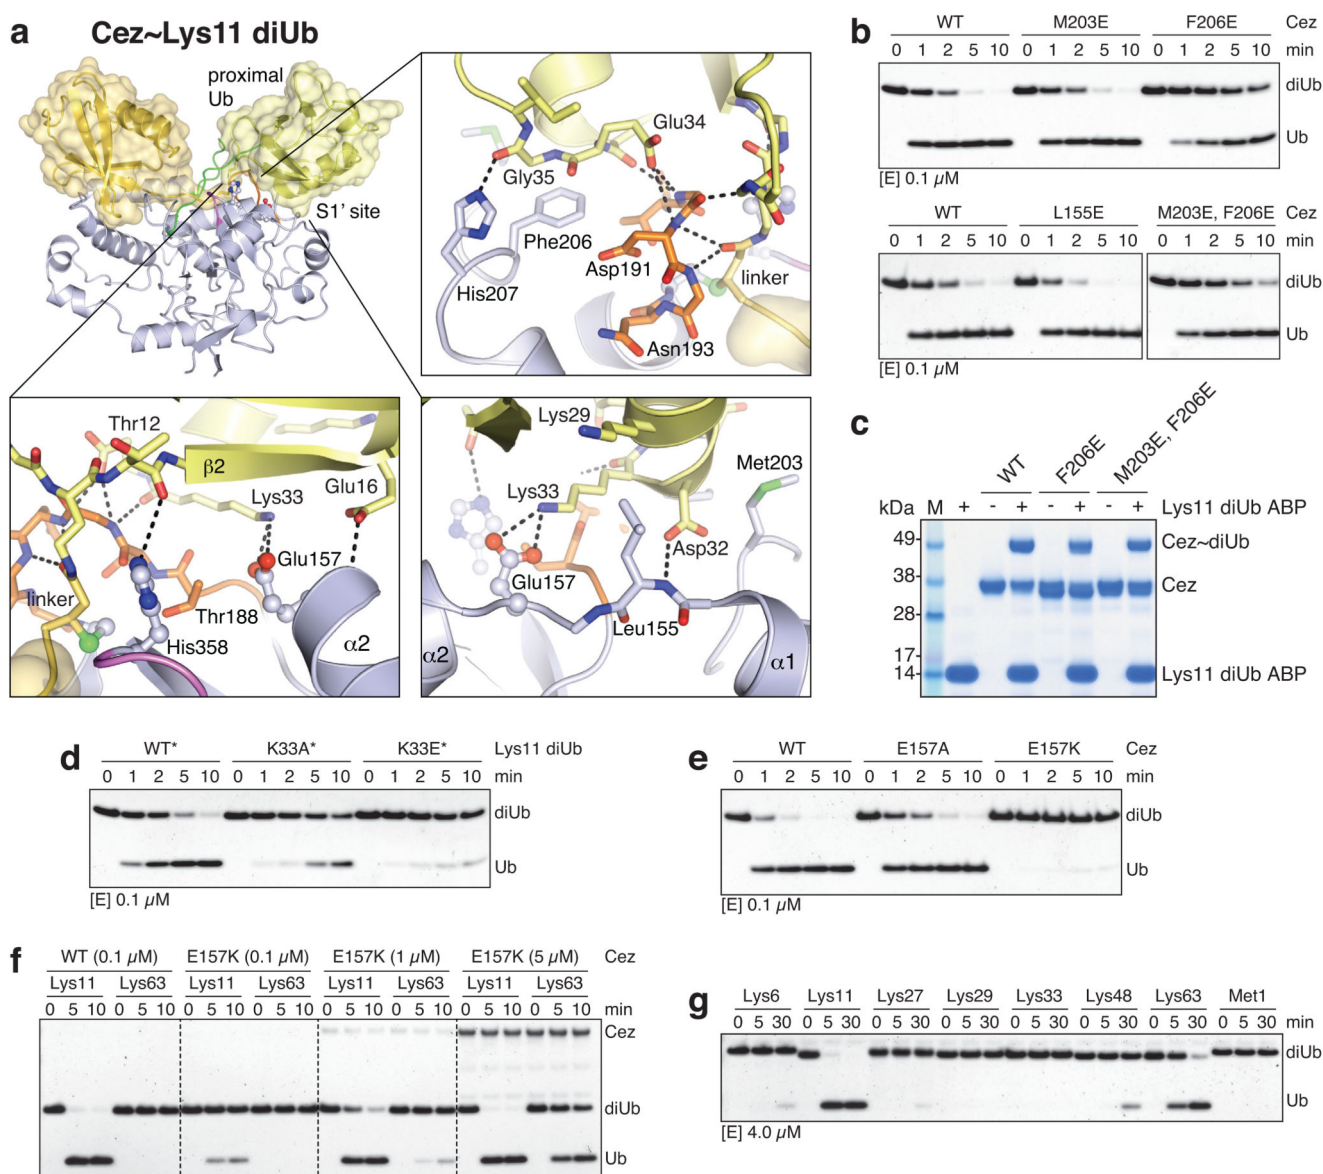 a
Cez~Lys11 diUb
proximal
Ub
S1' site
Glu34
Gly35
Phe206
Asp191
His207
linker
Asn193
Thr12
β2
Lys33
Glu16
Glu157
linker
Thr188
His358
α2
Lys29
Met203
Lys33
Asp32
Glu157
Leu155
α2
α1
b
WT M203E F206E Cez
0 1 2 5 10 0 1 2 5 10 0 1 2 5 10 min
diUb
Ub
[E] 0.1 µM
WT L155E M203E, F206E Cez
0 1 2 5 10 0 1 2 5 10 0 1 2 5 10 min
diUb
Ub
[E] 0.1 µM
c
WT F206E M203E, F206E
kDa M + - + - + - + Lys11 diUb ABP
49- Cez~diUb
38- Cez
28-
17-
14- Lys11 diUb ABP
d
WT* K33A* K33E* Lys11 diUb
0 1 2 5 10 0 1 2 5 10 0 1 2 5 10 min
diUb
Ub
[E] 0.1 µM
e
WT E157A E157K Cez
0 1 2 5 10 0 1 2 5 10 0 1 2 5 10 min
diUb
Ub
[E] 0.1 µM
f
WT (0.1 µM) E157K (0.1 µM) E157K (1 µM) E157K (5 µM) Cez
Lys11 Lys63 Lys11 Lys63 Lys11 Lys63 Lys11 Lys63
0 5 10 0 5 10 0 5 10 0 5 10 0 5 10 0 5 10 0 5 10 0 5 10 min
Cez
diUb
Ub
g
Lys6 Lys11 Lys27 Lys29 Lys33 Lys48 Lys63 Met1
0 5 30 0 5 30 0 5 30 0 5 30 0 5 30 0 5 30 0 5 30 0 5 30 min
diUb
Ub
[E] 4.0 µM